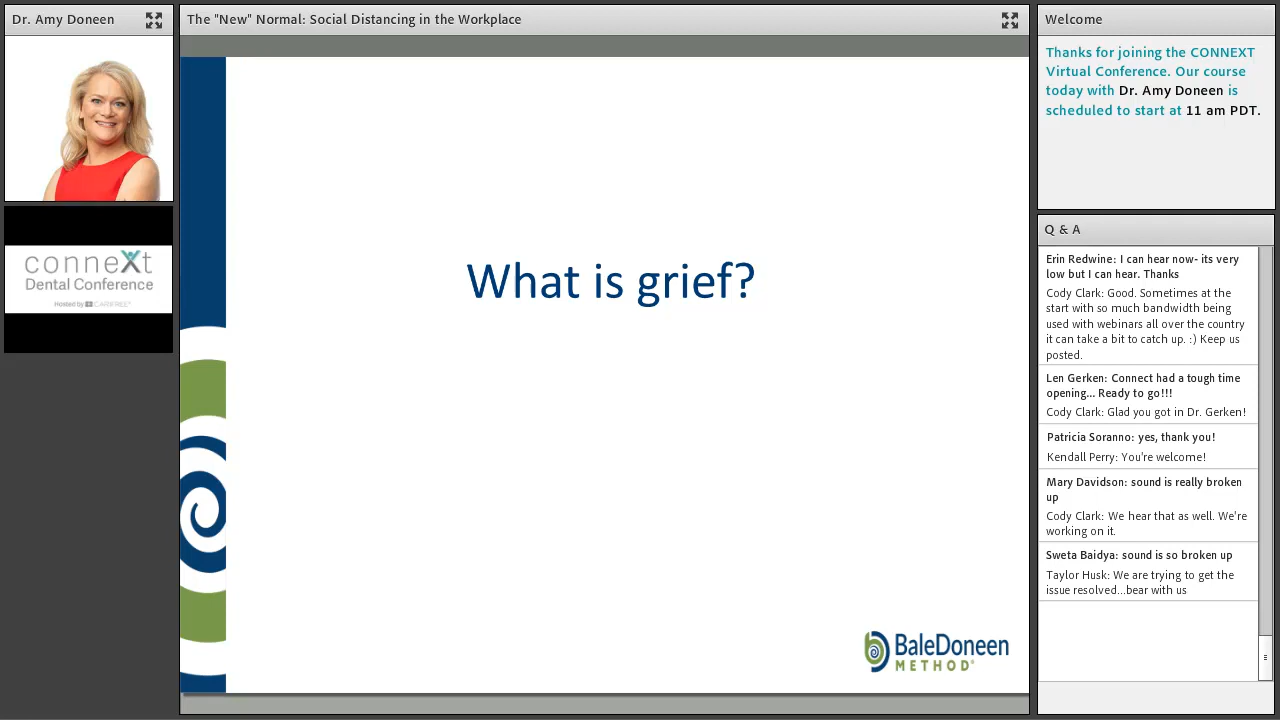 Dr. Amy Doneen
The "New" Normal: Social Distancing in the Workplace
Welcome
Thanks for joining the CONNEXT
Virtual Conference. Our course
today with Dr. Amy Doneen is
scheduled to start at 11 am PDT.
conneXt
Dental Conference
Hosted by CARIFREE
What is grief?
BaleDoneen
METHOD®
Q & A
Erin Redwine: I can hear now- its very
low but I can hear. Thanks
Cody Clark: Good. Sometimes at the
start with so much bandwidth being
used with webinars all over the country
it can take a bit to catch up. :) Keep us
posted.
Len Gerken: Connect had a tough time
opening... Ready to go!!!
Cody Clark: Glad you got in Dr. Gerken!
Patricia Soranno: yes, thank you!
Kendall Perry: You're welcome!
Mary Davidson: sound is really broken
up
Cody Clark: We hear that as well. We're
working on it.
Sweta Baidya: sound is so broken up
Taylor Husk: We are trying to get the
issue resolved...bear with us